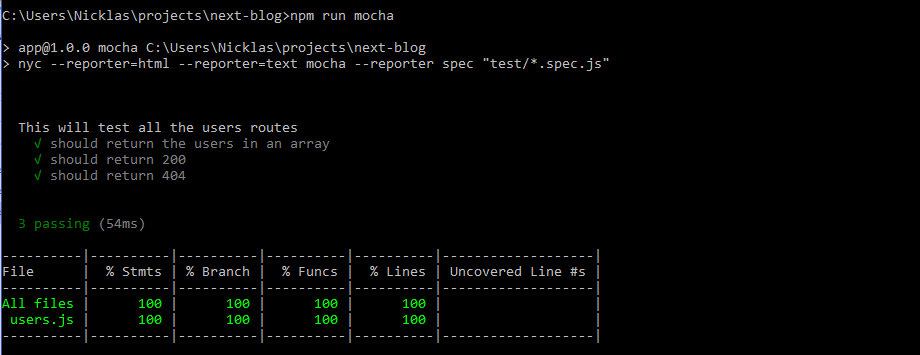 C:\Users\Nicklas\projects\next-blog>npm run mocha
> app@1.0.0 mocha C:\Users\Nicklas\projects\next-blog
> nyc --reporter=html --reporter=text mocha --reporter spec "test/*.spec.js"
This will test all the users routes
√ should return the users in an array
√ should return 200
√ should return 404
3 passing (54ms)
----------|----------|----------|----------|----------|-------------------|
File      |  % Stmts | % Branch |  % Funcs |  % Lines | Uncovered Line #s |
----------|----------|----------|----------|----------|-------------------|
All files |      100 |      100 |      100 |      100 |                   |
 users.js |      100 |      100 |      100 |      100 |                   |
----------|----------|----------|----------|----------|-------------------|